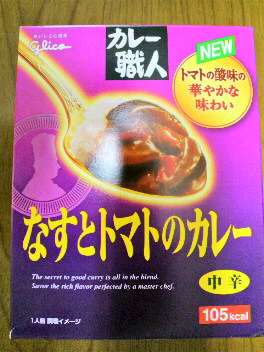 おいしさと健康
Glico
カレー
職人
NEW
トマトの酸味の
華やかな
味わい
なすとトマトのカレー
The secret to good curry is all in the blend.
Savor the rich flavor perfected by a master chef.
中辛
1人前 調理イメージ
105kcal